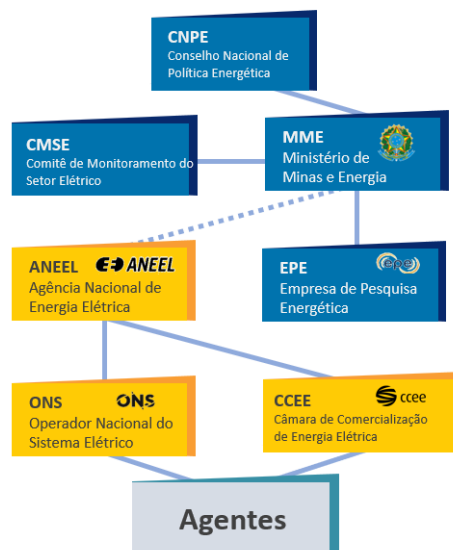 CNPE
Conselho Nacional de
Política Energética
CMSE
Comitê de Monitoramento do
Setor Elétrico
MME
Ministério de
Minas e Energia
ANEEL ANEEL
Agência Nacional de
Energia Elétrica
EPE epe
Empresa de Pesquisa
Energética
ONS ONS
Operador Nacional do
Sistema Elétrico
CCEE ccee
Câmara de Comercialização
de Energia Elétrica
Agentes